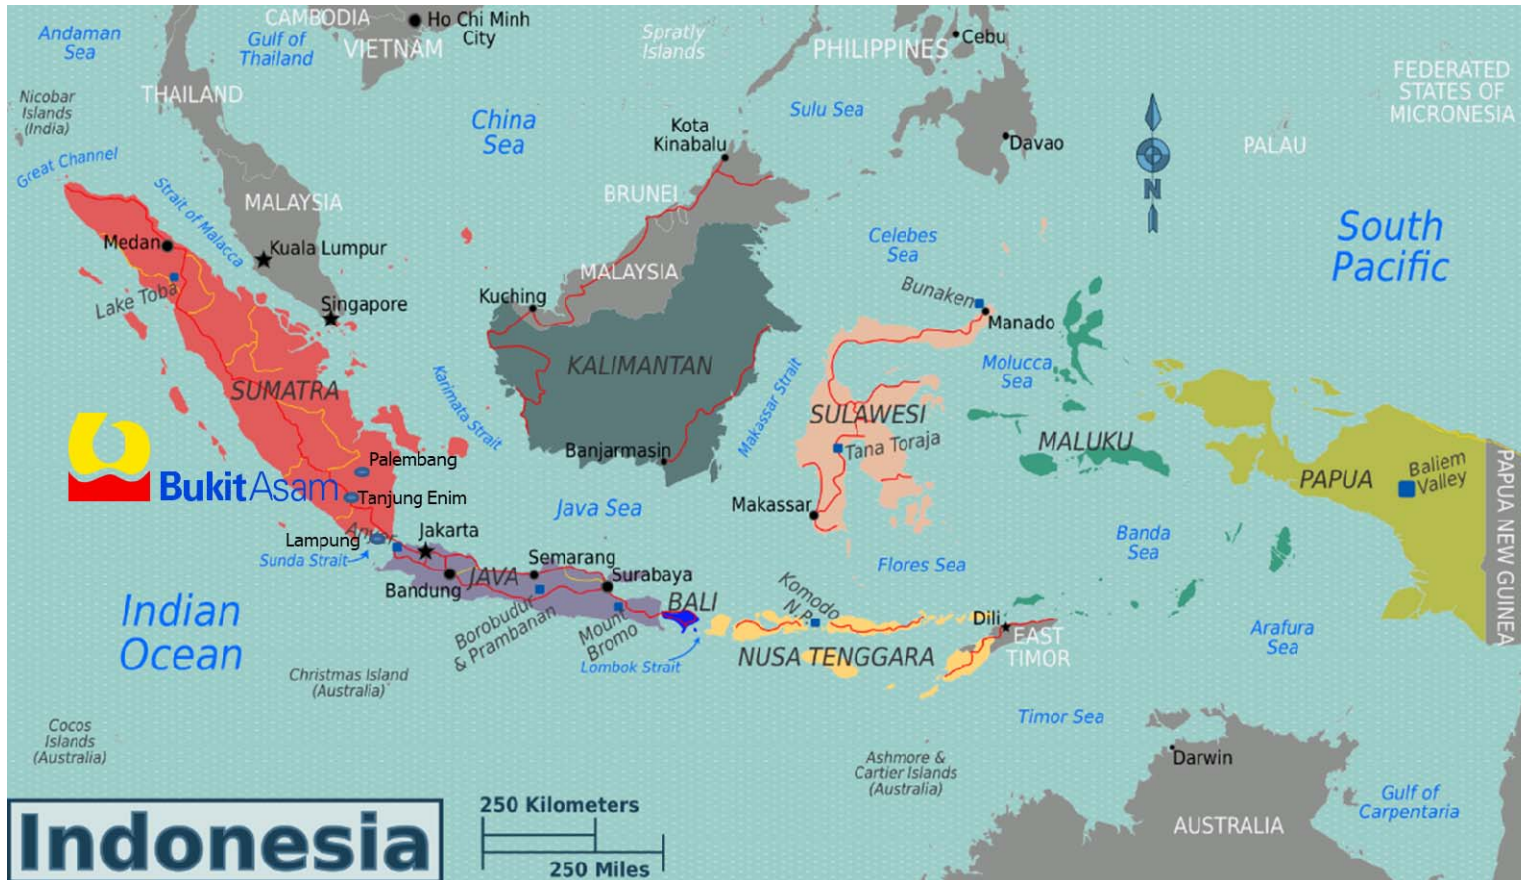 CAMBODIA
Ho Chi Minh
City
Andaman
Sea
Gulf of
Thailand
VIETNAM
Spratly
Islands
PHILIPPINES
Cebu
FEDERATED
STATES OF
MICRONESIA
THAILAND
Nicobar
Islands
(India)
China
Sea
Sulu Sea
Kota
Kinabalu
Davao
PALAU
Great Channel
Strait of Malacca
MALAYSIA
BRUNEI
N
South
Pacific
Medan
Kuala Lumpur
Celebes
Sea
MALAYSIA
Lake Toba
Singapore
Kuching
Bunaken
Manado
SUMATRA
KALIMANTAN
Karimata Strait
Makassar Strait
Molucca
Sea
SULAWESI
Tana Toraja
MALUKU
Banjarmasin
PAPUA
Baliem
Valley
PAPUA NEW GUINEA
BukitAsam
Palembang
Tanjung Enim
Java Sea
Makassar
Lampung
Anyer
Jakarta
Sunda Strait
Banda
Sea
Flores Sea
Semarang
JAVA
Surabaya
Bandung
Indian
Ocean
Borobudur
& Prambanan
Mount
Bromo
BALI
Lombok Strait
Komodo
N.P.
NUSA TENGGARA
Dili
EAST
TIMOR
Arafura
Sea
Christmas Island
(Australia)
Timor Sea
Cocos
Islands
(Australia)
Ashmore &
Cartier Islands
(Australia)
Darwin
Gulf of
Carpentaria
AUSTRALIA
Indonesia
250 Kilometers
250 Miles